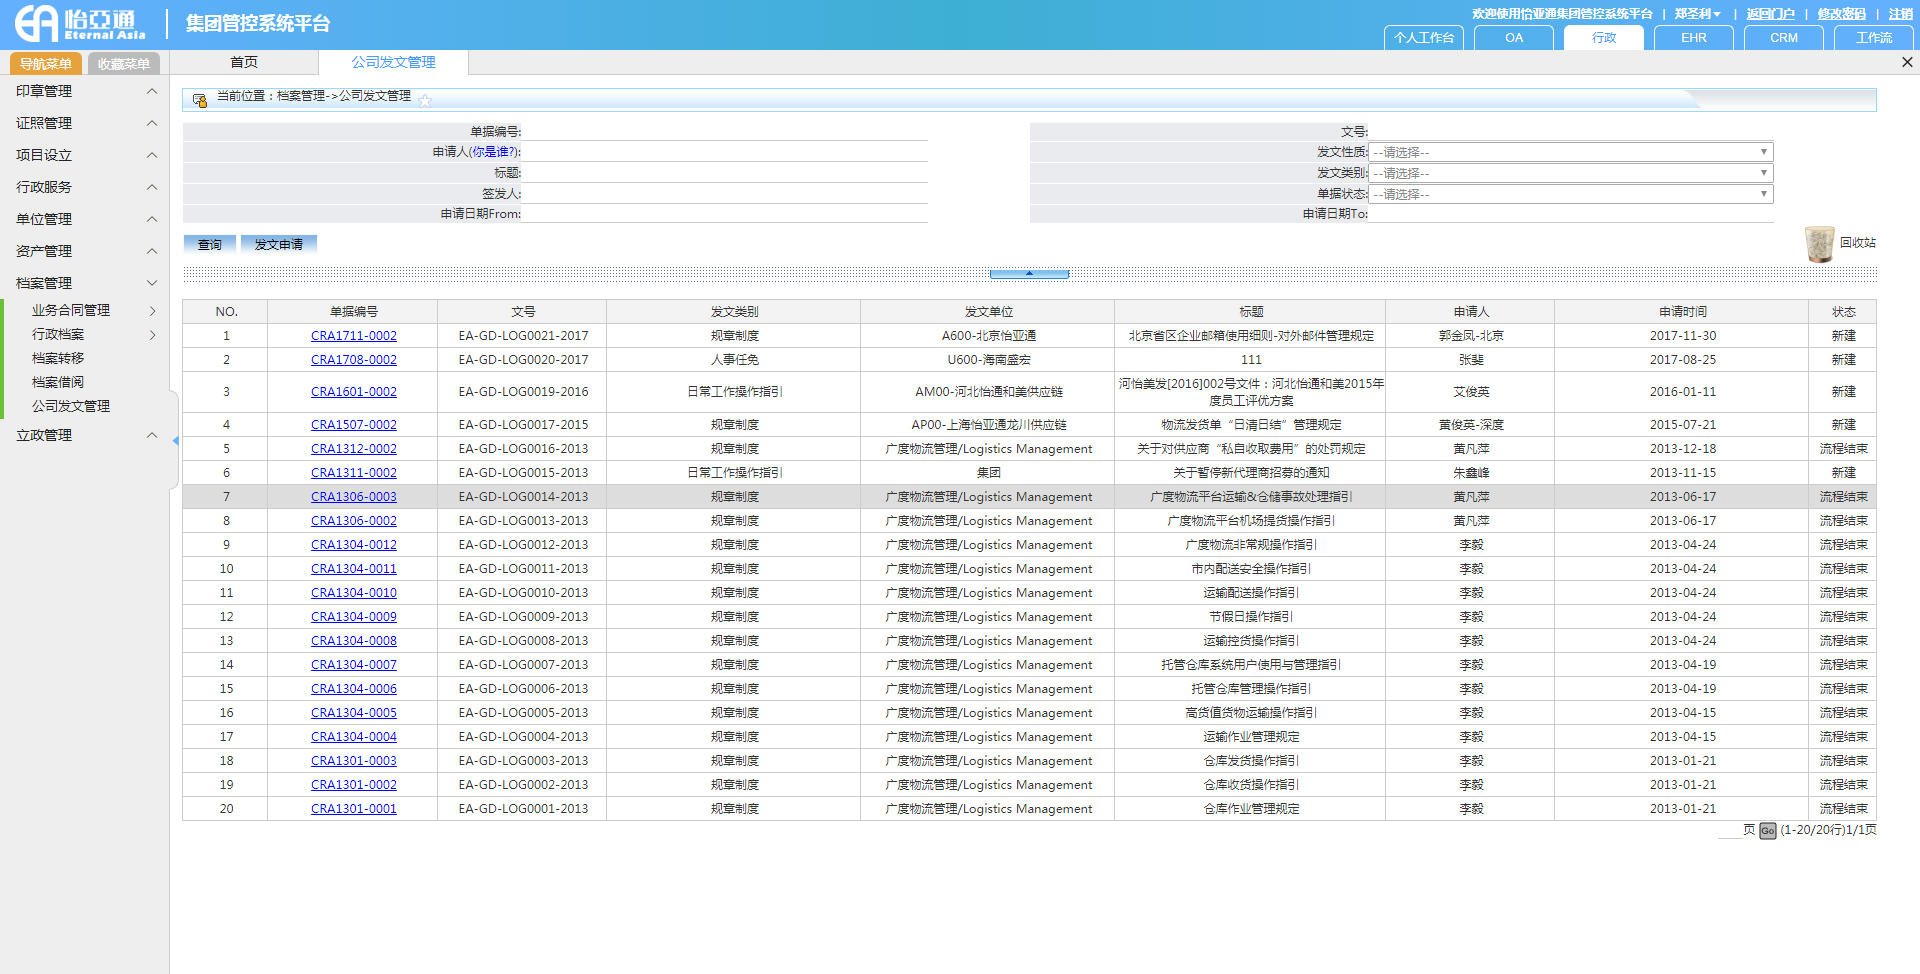 怡亞通 Eternal Asia
集团管控系统平台
欢迎使用怡亚通集团管控系统平台 | 郑圣利 | 返回门户 | 修改密码 | 注销
个人工作台 OA 行政 EHR CRM 工作流
导航菜单 收藏菜单
首页 公司发文管理
印章管理
证照管理
项目设立
行政服务
单位管理
资产管理
档案管理
业务合同管理
行政档案
档案转移
档案借阅
公司发文管理
立政管理
当前位置：档案管理->公司发文管理
单据编号: 文号:
申请人(你是谁?): 发文性质: --请选择--
标题: 发文类别: --请选择--
签发人: 单据状态: --请选择--
申请日期From: 申请日期To:
查询 发文申请 回收站
NO. 单据编号 文号 发文类别 发文单位 标题 申请人 申请时间 状态
1 CRA1711-0002 EA-GD-LOG0021-2017 规章制度 A600-北京怡亚通 北京省区企业邮箱使用细则-对外邮件管理规定 郭金凤-北京 2017-11-30 新建
2 CRA1708-0002 EA-GD-LOG0020-2017 人事任免 U600-海南盛宏 111 张斐 2017-08-25 新建
3 CRA1601-0002 EA-GD-LOG0019-2016 日常工作操作指引 AM00-河北怡通和美供应链 河怡美发[2016]002号文件：河北怡通和美2015年
度员工评优方案 艾俊英 2016-01-11 新建
4 CRA1507-0002 EA-GD-LOG0017-2015 规章制度 AP00-上海怡亚通龙川供应链 物流发货单“日清日结”管理规定 黄俊英-深度 2015-07-21 新建
5 CRA1312-0002 EA-GD-LOG0016-2013 规章制度 广度物流管理/Logistics Management 关于对供应商“私自收取费用”的处罚规定 黄凡萍 2013-12-18 流程结束
6 CRA1311-0002 EA-GD-LOG0015-2013 日常工作操作指引 集团 关于暂停新代理商招募的通知 朱鑫峰 2013-11-15 新建
7 CRA1306-0003 EA-GD-LOG0014-2013 规章制度 广度物流管理/Logistics Management 广度物流平台运输&仓储事故处理指引 黄凡萍 2013-06-17 流程结束
8 CRA1306-0002 EA-GD-LOG0013-2013 规章制度 广度物流管理/Logistics Management 广度物流平台机场提货操作指引 黄凡萍 2013-06-17 流程结束
9 CRA1304-0012 EA-GD-LOG0012-2013 规章制度 广度物流管理/Logistics Management 广度物流非常规操作指引 李毅 2013-04-24 流程结束
10 CRA1304-0011 EA-GD-LOG0011-2013 规章制度 广度物流管理/Logistics Management 市内配送安全操作指引 李毅 2013-04-24 流程结束
11 CRA1304-0010 EA-GD-LOG0010-2013 规章制度 广度物流管理/Logistics Management 运输配送操作指引 李毅 2013-04-24 流程结束
12 CRA1304-0009 EA-GD-LOG0009-2013 规章制度 广度物流管理/Logistics Management 节假日操作指引 李毅 2013-04-24 流程结束
13 CRA1304-0008 EA-GD-LOG0008-2013 规章制度 广度物流管理/Logistics Management 运输控货操作指引 李毅 2013-04-24 流程结束
14 CRA1304-0007 EA-GD-LOG0007-2013 规章制度 广度物流管理/Logistics Management 托管仓库系统用户使用与管理指引 李毅 2013-04-19 流程结束
15 CRA1304-0006 EA-GD-LOG0006-2013 规章制度 广度物流管理/Logistics Management 托管仓库管理操作指引 李毅 2013-04-19 流程结束
16 CRA1304-0005 EA-GD-LOG0005-2013 规章制度 广度物流管理/Logistics Management 高货值货物运输操作指引 李毅 2013-04-15 流程结束
17 CRA1304-0004 EA-GD-LOG0004-2013 规章制度 广度物流管理/Logistics Management 运输作业管理规定 李毅 2013-04-15 流程结束
18 CRA1301-0003 EA-GD-LOG0003-2013 规章制度 广度物流管理/Logistics Management 仓库发货操作指引 李毅 2013-01-21 流程结束
19 CRA1301-0002 EA-GD-LOG0002-2013 规章制度 广度物流管理/Logistics Management 仓库收货操作指引 李毅 2013-01-21 流程结束
20 CRA1301-0001 EA-GD-LOG0001-2013 规章制度 广度物流管理/Logistics Management 仓库作业管理规定 李毅 2013-01-21 流程结束
页 Go (1-20/20行)1/1页